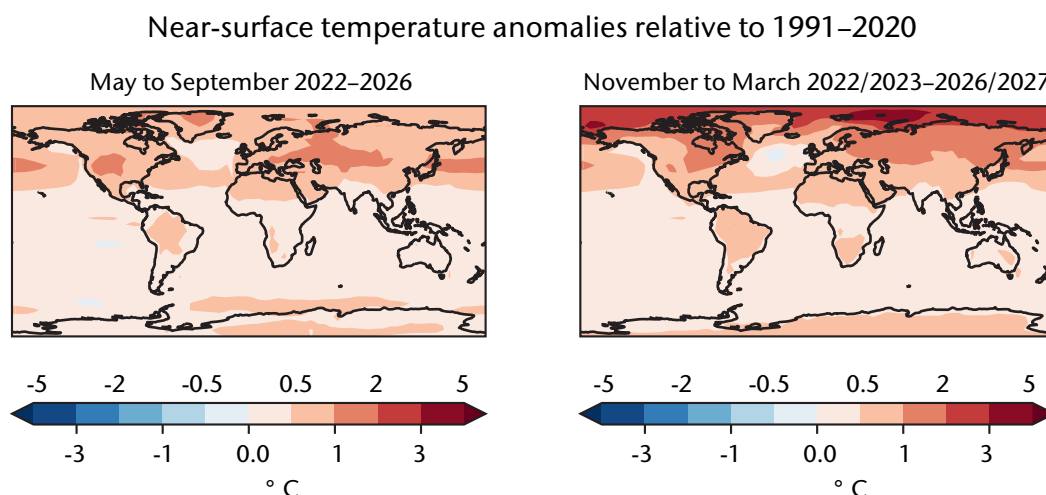 Near-surface temperature anomalies relative to 1991–2020
May to September 2022–2026
November to March 2022/2023–2026/2027
-5 -2 -0.5 0.5 2 5
-3 -1 0.0 1 3
° C
-5 -2 -0.5 0.5 2 5
-3 -1 0.0 1 3
° C